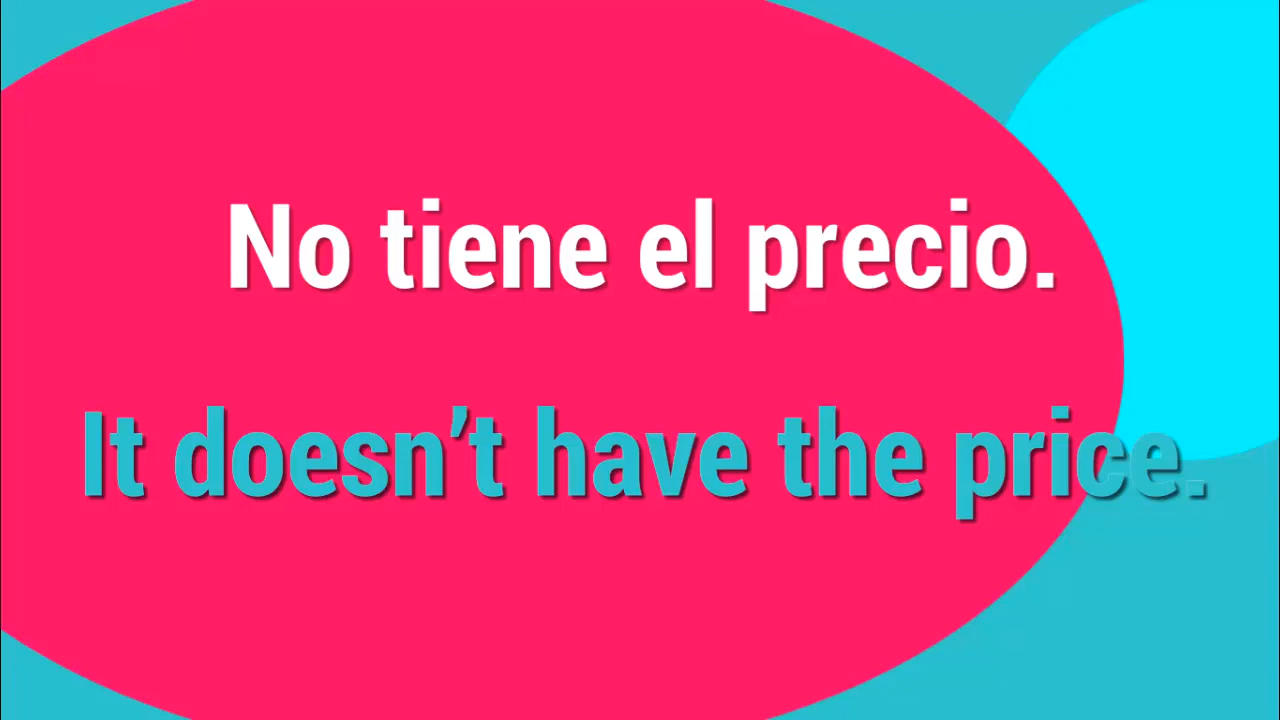 No tiene el precio.
It doesn’t have the price.